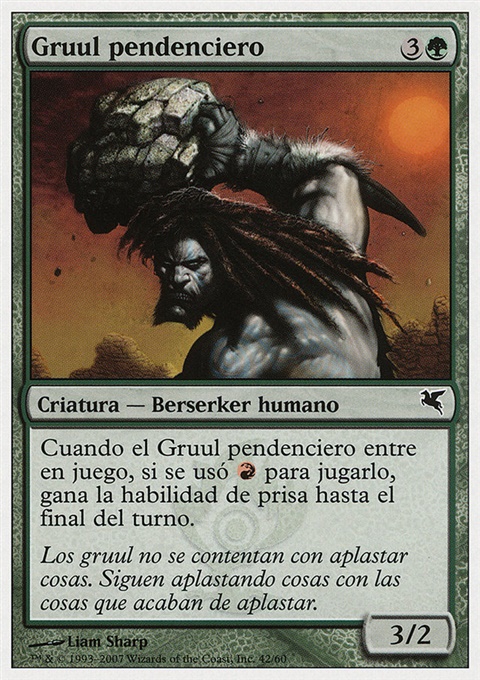 Gruul pendenciero 3
Criatura — Berserker humano
Cuando el Gruul pendenciero entre
en juego, si se usó para jugarlo,
gana la habilidad de prisa hasta el
final del turno.
Los gruul no se contentan con aplastar
cosas. Siguen aplastando cosas con las
cosas que acaban de aplastar.
3/2
Liam Sharp
™ & © 1993–2007 Wizards of the Coast, Inc. 42/60